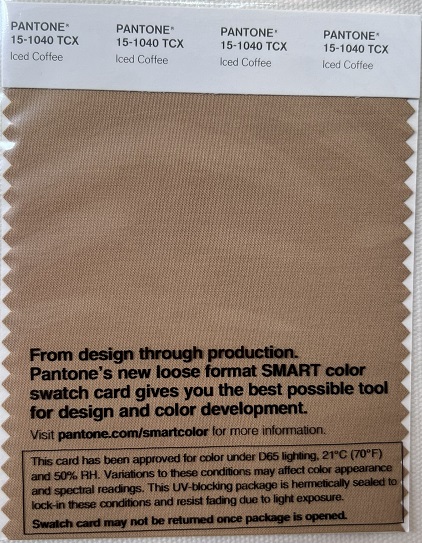 PANTONE® PANTONE® PANTONE® PANTONE®
15-1040 TCX 15-1040 TCX 15-1040 TCX 15-1040 TCX
Iced Coffee Iced Coffee Iced Coffee Iced Coffee
From design through production.
Pantone's new loose format SMART color
swatch card gives you the best possible tool
for design and color development.
Visit pantone.com/smartcolor for more information.
This card has been approved for color under D65 lighting, 21°C (70°F)
and 50% RH. Variations to these conditions may affect color appearance
and spectral readings. This UV-blocking package is hermetically sealed to
lock-in these conditions and resist fading due to light exposure.
Swatch card may not be returned once package is opened.